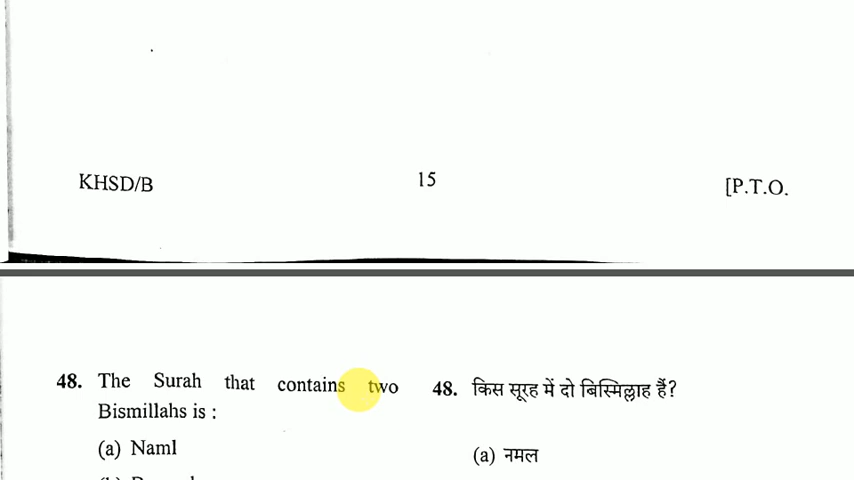 KHSD/B 15 [P.T.O.
48. The Surah that contains two Bismillahs is :
(a) Naml
48. किस सूरह में दो बिस्मिल्लाह हैं?
(a) नमल